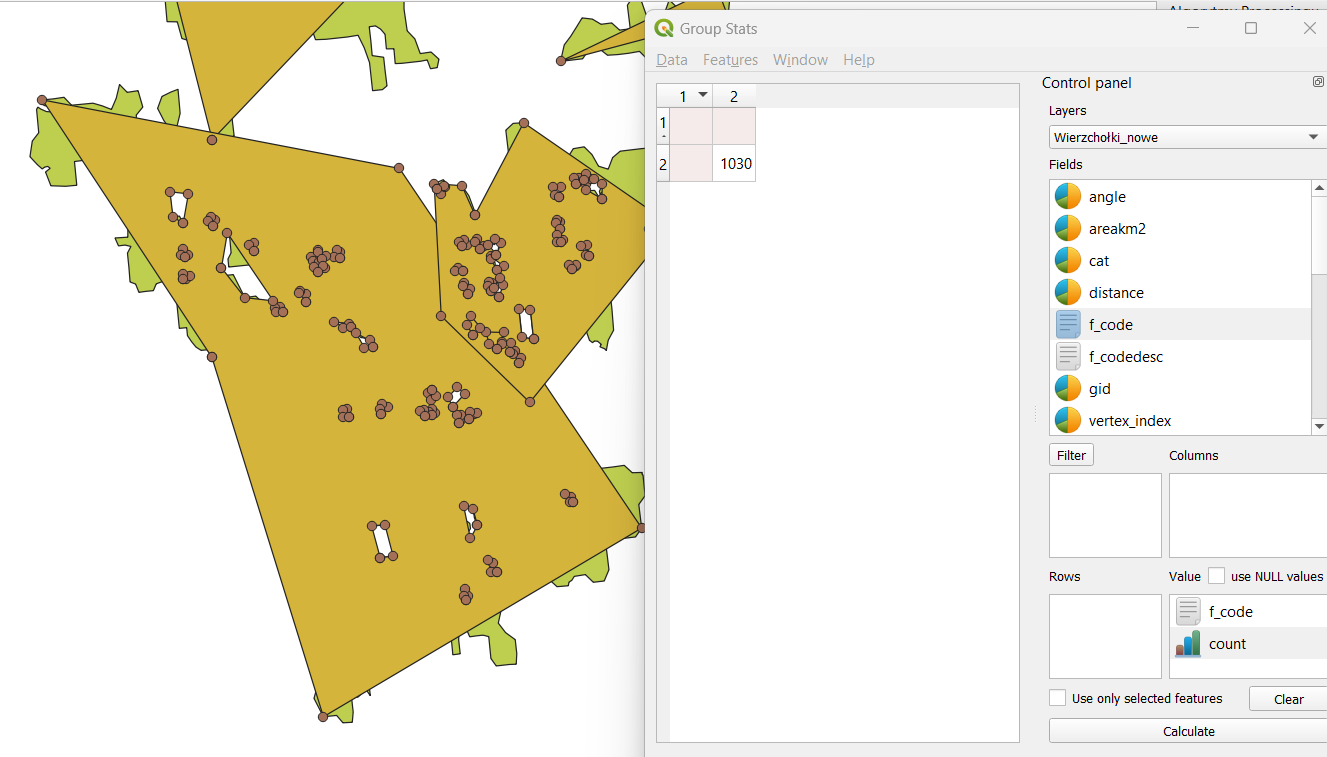 Group Stats
Data Features Window Help
1 2
1
2 1030
Control panel
Layers
Wierzchołki_nowe
Fields
angle
areakm2
cat
distance
f_code
f_codedesc
gid
vertex_index
Filter
Columns
Rows
Value use NULL values
f_code
count
Use only selected features
Clear
Calculate